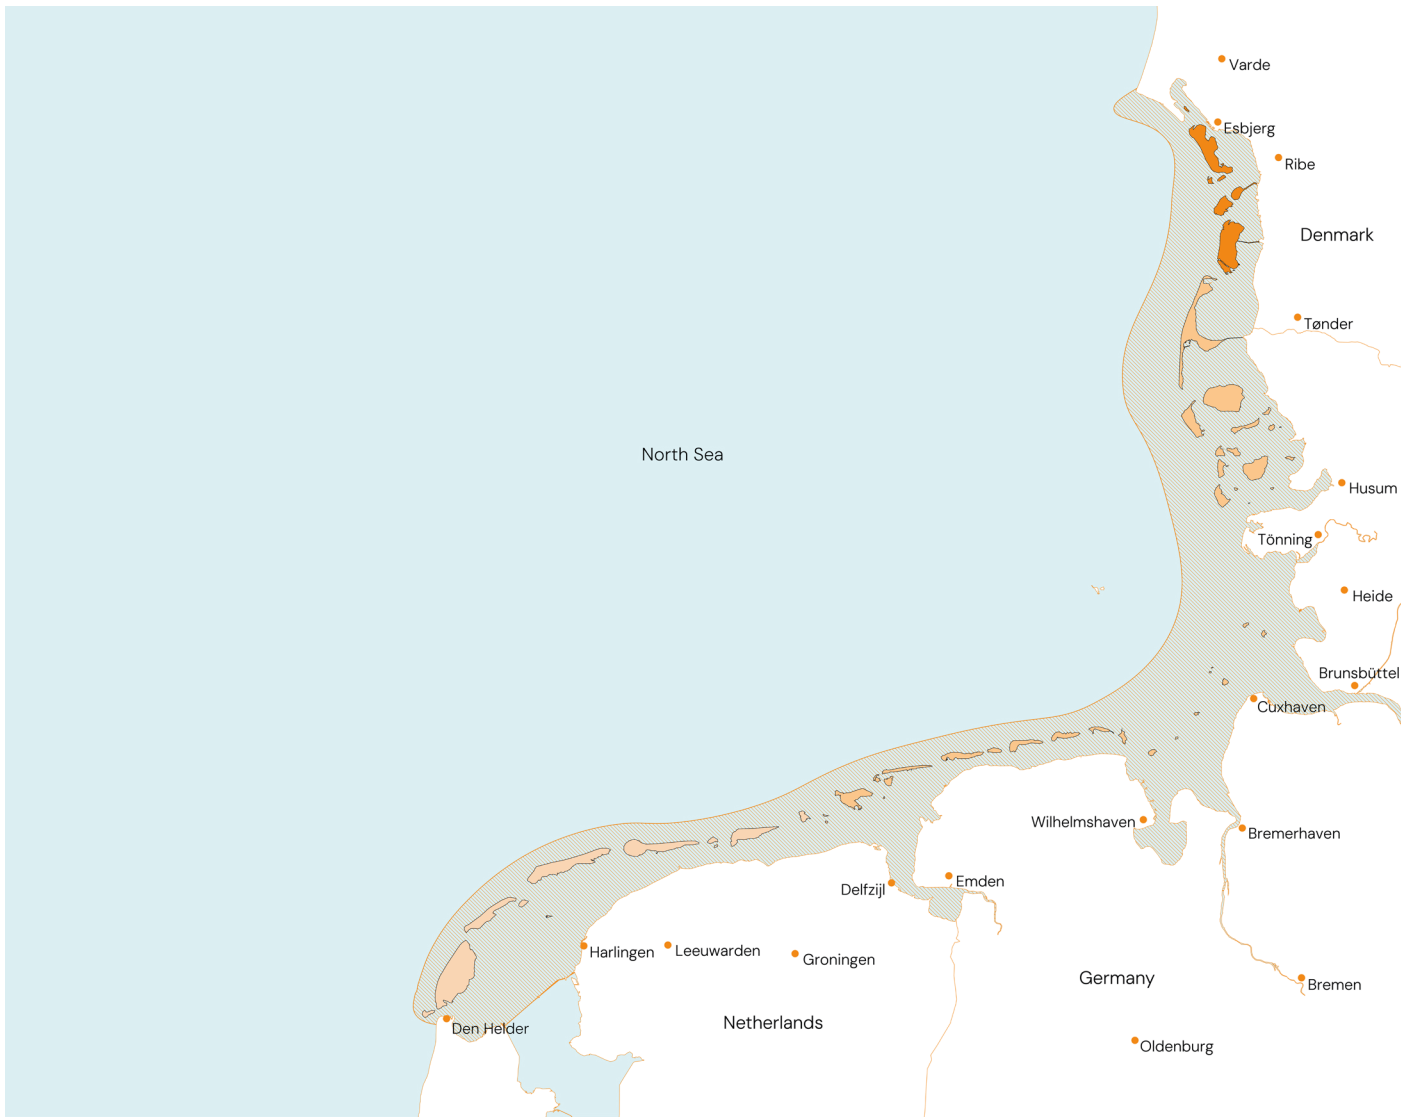 Varde
Esbjerg
Ribe
Denmark
Tønder
North Sea
Husum
Tönning
Heide
Brunsbüttel
Cuxhaven
Wilhelmshaven
Bremerhaven
Delfzijl
Emden
Harlingen
Leeuwarden
Groningen
Germany
Bremen
Netherlands
Den Helder
Oldenburg